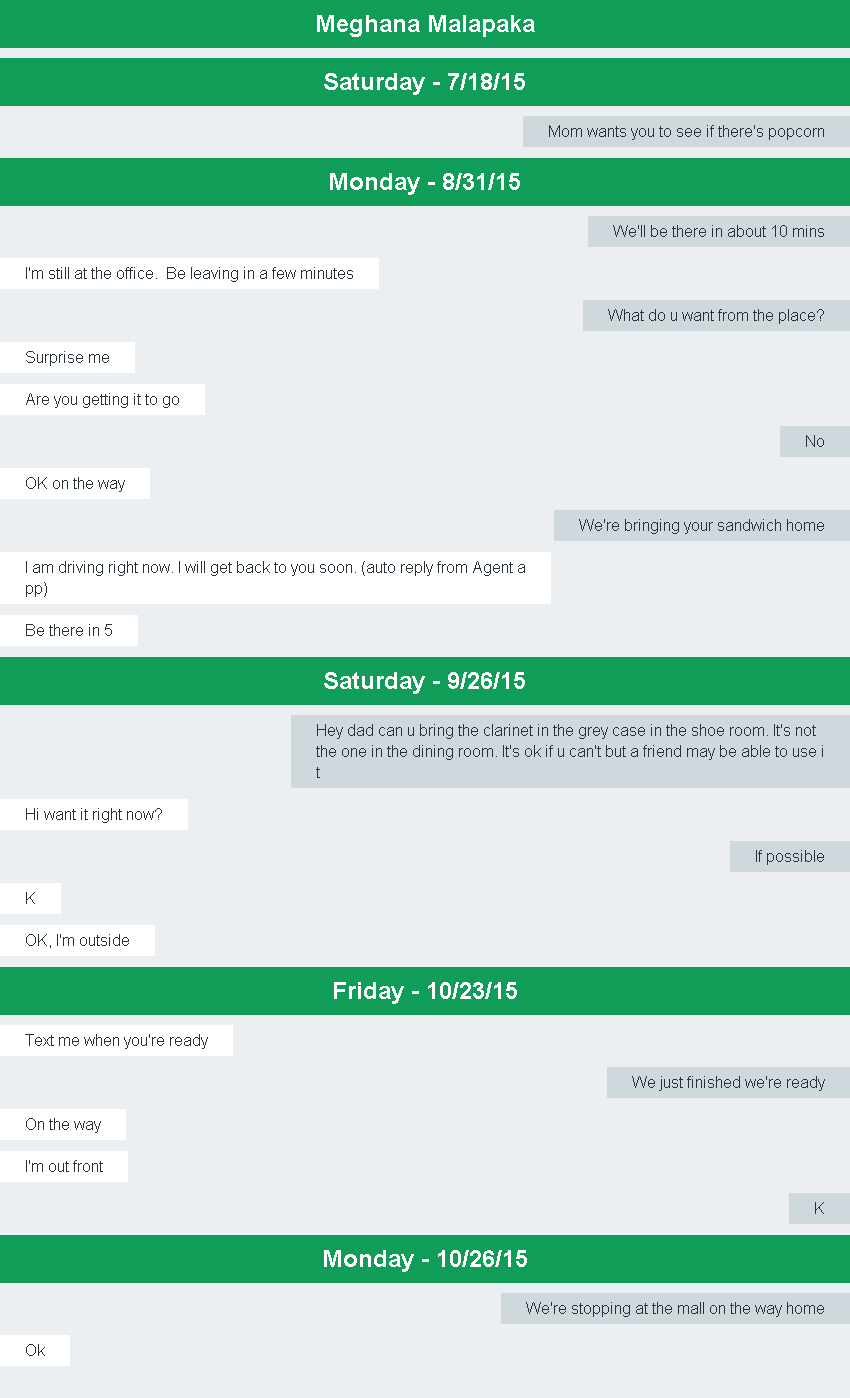 Meghana Malapaka
Saturday - 7/18/15
Mom wants you to see if there's popcorn
Monday - 8/31/15
We'll be there in about 10 mins
I'm still at the office.  Be leaving in a few minutes
What do u want from the place?
Surprise me
Are you getting it to go
No
OK on the way
We're bringing your sandwich home
I am driving right now. I will get back to you soon. (auto reply from Agent a
pp)
Be there in 5
Saturday - 9/26/15
Hey dad can u bring the clarinet in the grey case in the shoe room. It's not
the one in the dining room. It's ok if u can't but a friend may be able to use i
t
Hi want it right now?
If possible
K
OK, I'm outside
Friday - 10/23/15
Text me when you're ready
We just finished we're ready
On the way
I'm out front
K
Monday - 10/26/15
We're stopping at the mall on the way home
Ok